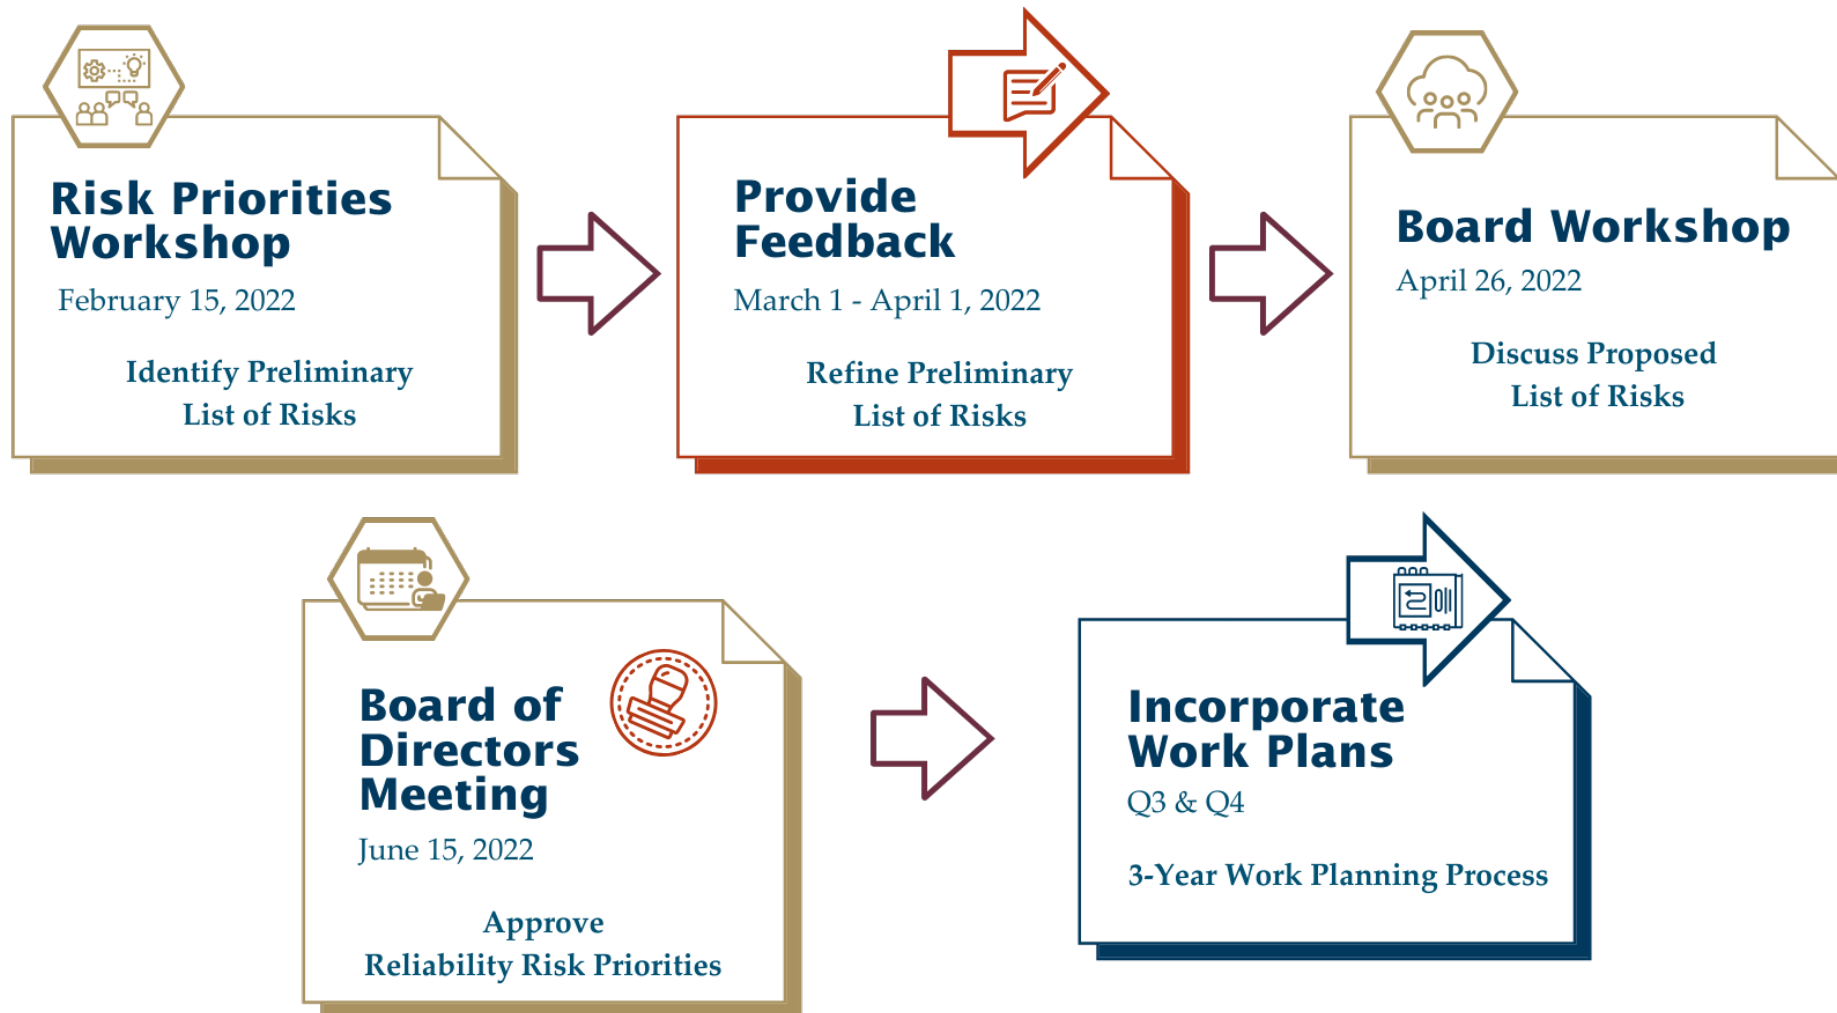 Risk Priorities
Workshop
February 15, 2022
Identify Preliminary
List of Risks
Provide
Feedback
March 1 - April 1, 2022
Refine Preliminary
List of Risks
Board Workshop
April 26, 2022
Discuss Proposed
List of Risks
Board of
Directors
Meeting
June 15, 2022
Approve
Reliability Risk Priorities
Incorporate
Work Plans
Q3 & Q4
3-Year Work Planning Process